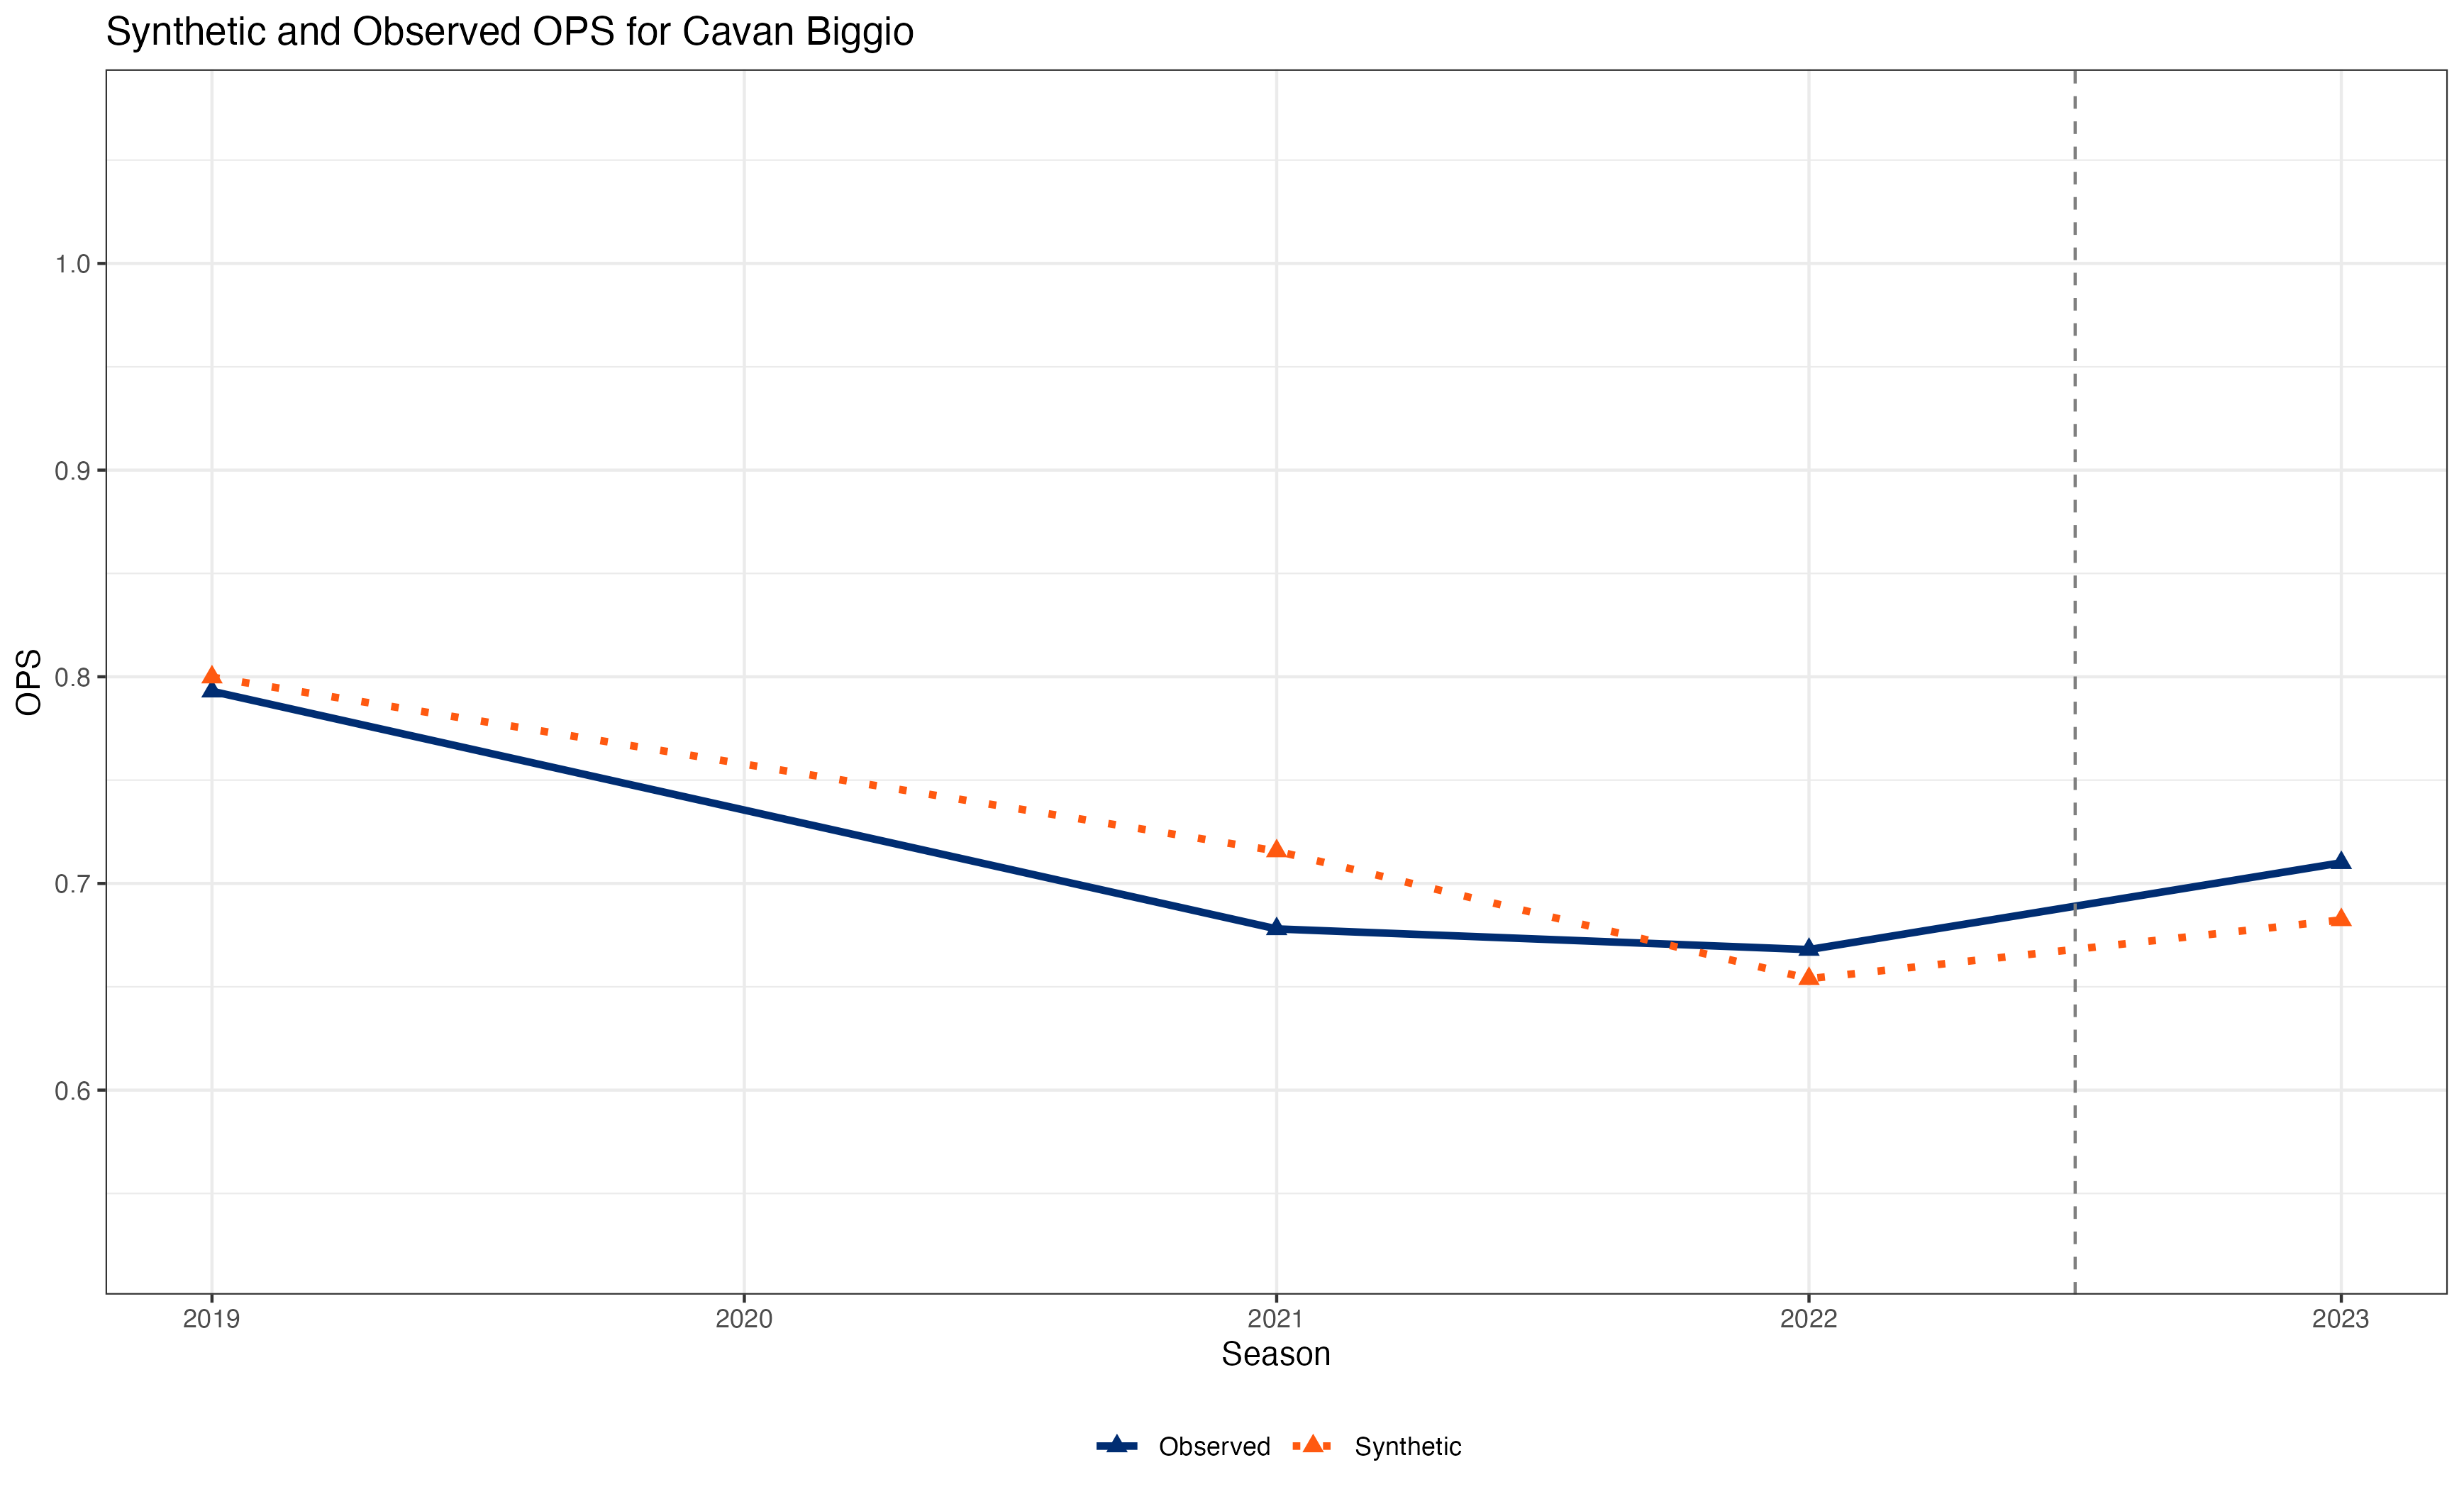 Synthetic and Observed OPS for Cavan Biggio
OPS
1.0
0.9
0.8
0.7
0.6
2019 2020 2021 2022 2023
Season
Observed Synthetic